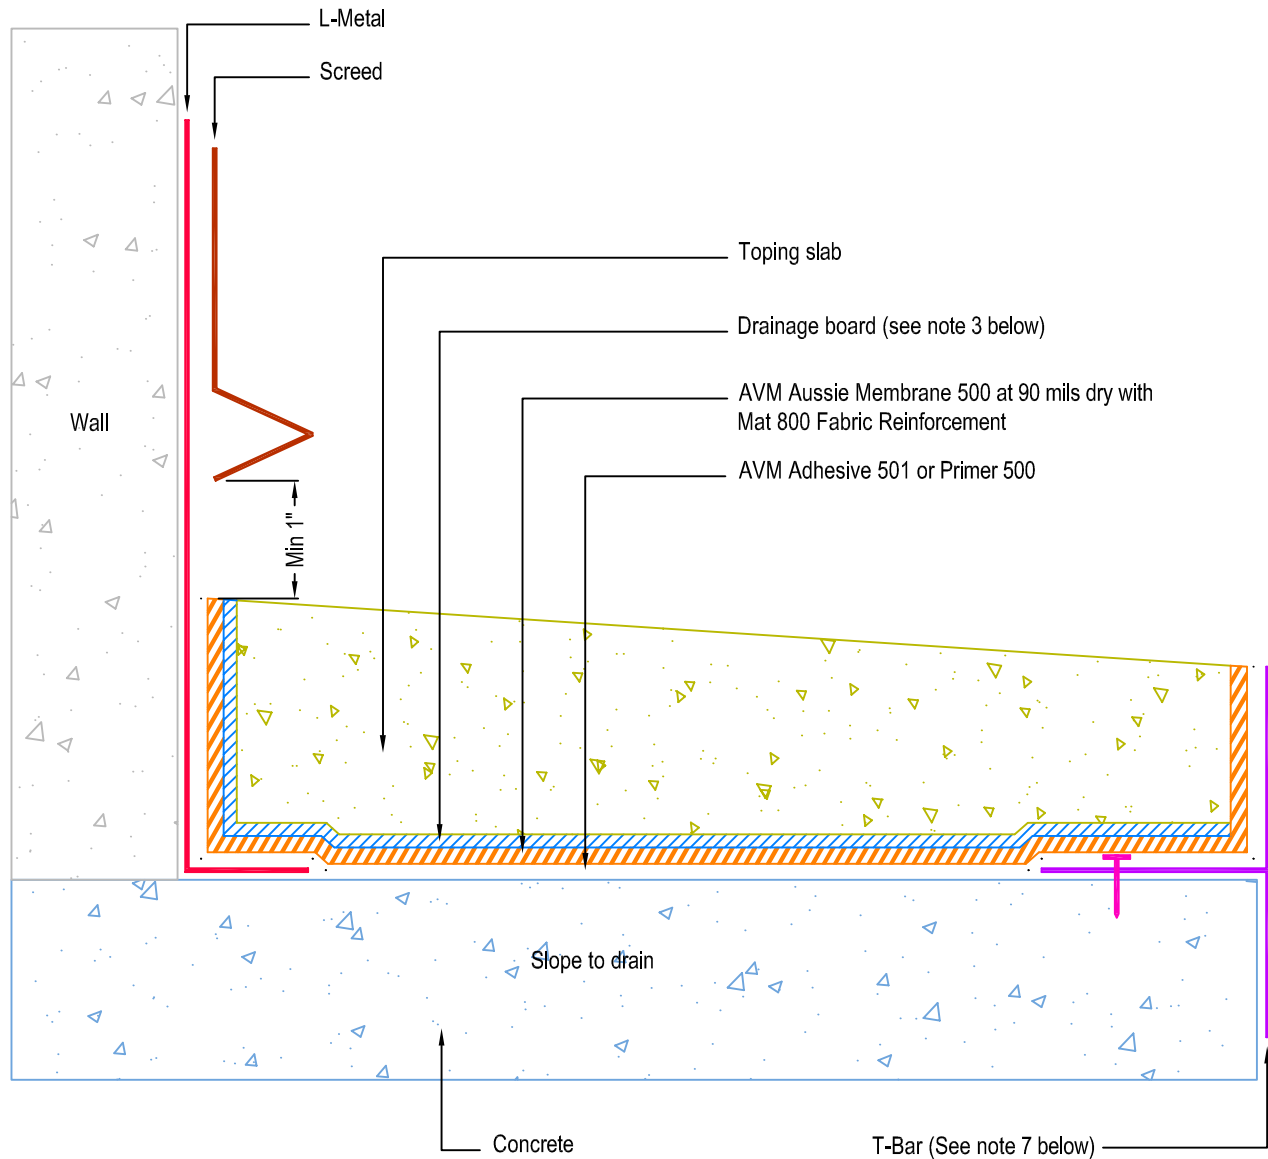 L-Metal
Screed
Toping slab
Drainage board (see note 3 below)
AVM Aussie Membrane 500 at 90 mils dry with
Mat 800 Fabric Reinforcement
Wall
AVM Adhesive 501 or Primer 500
Min 1"
Slope to drain
Concrete
T-Bar (See note 7 below)